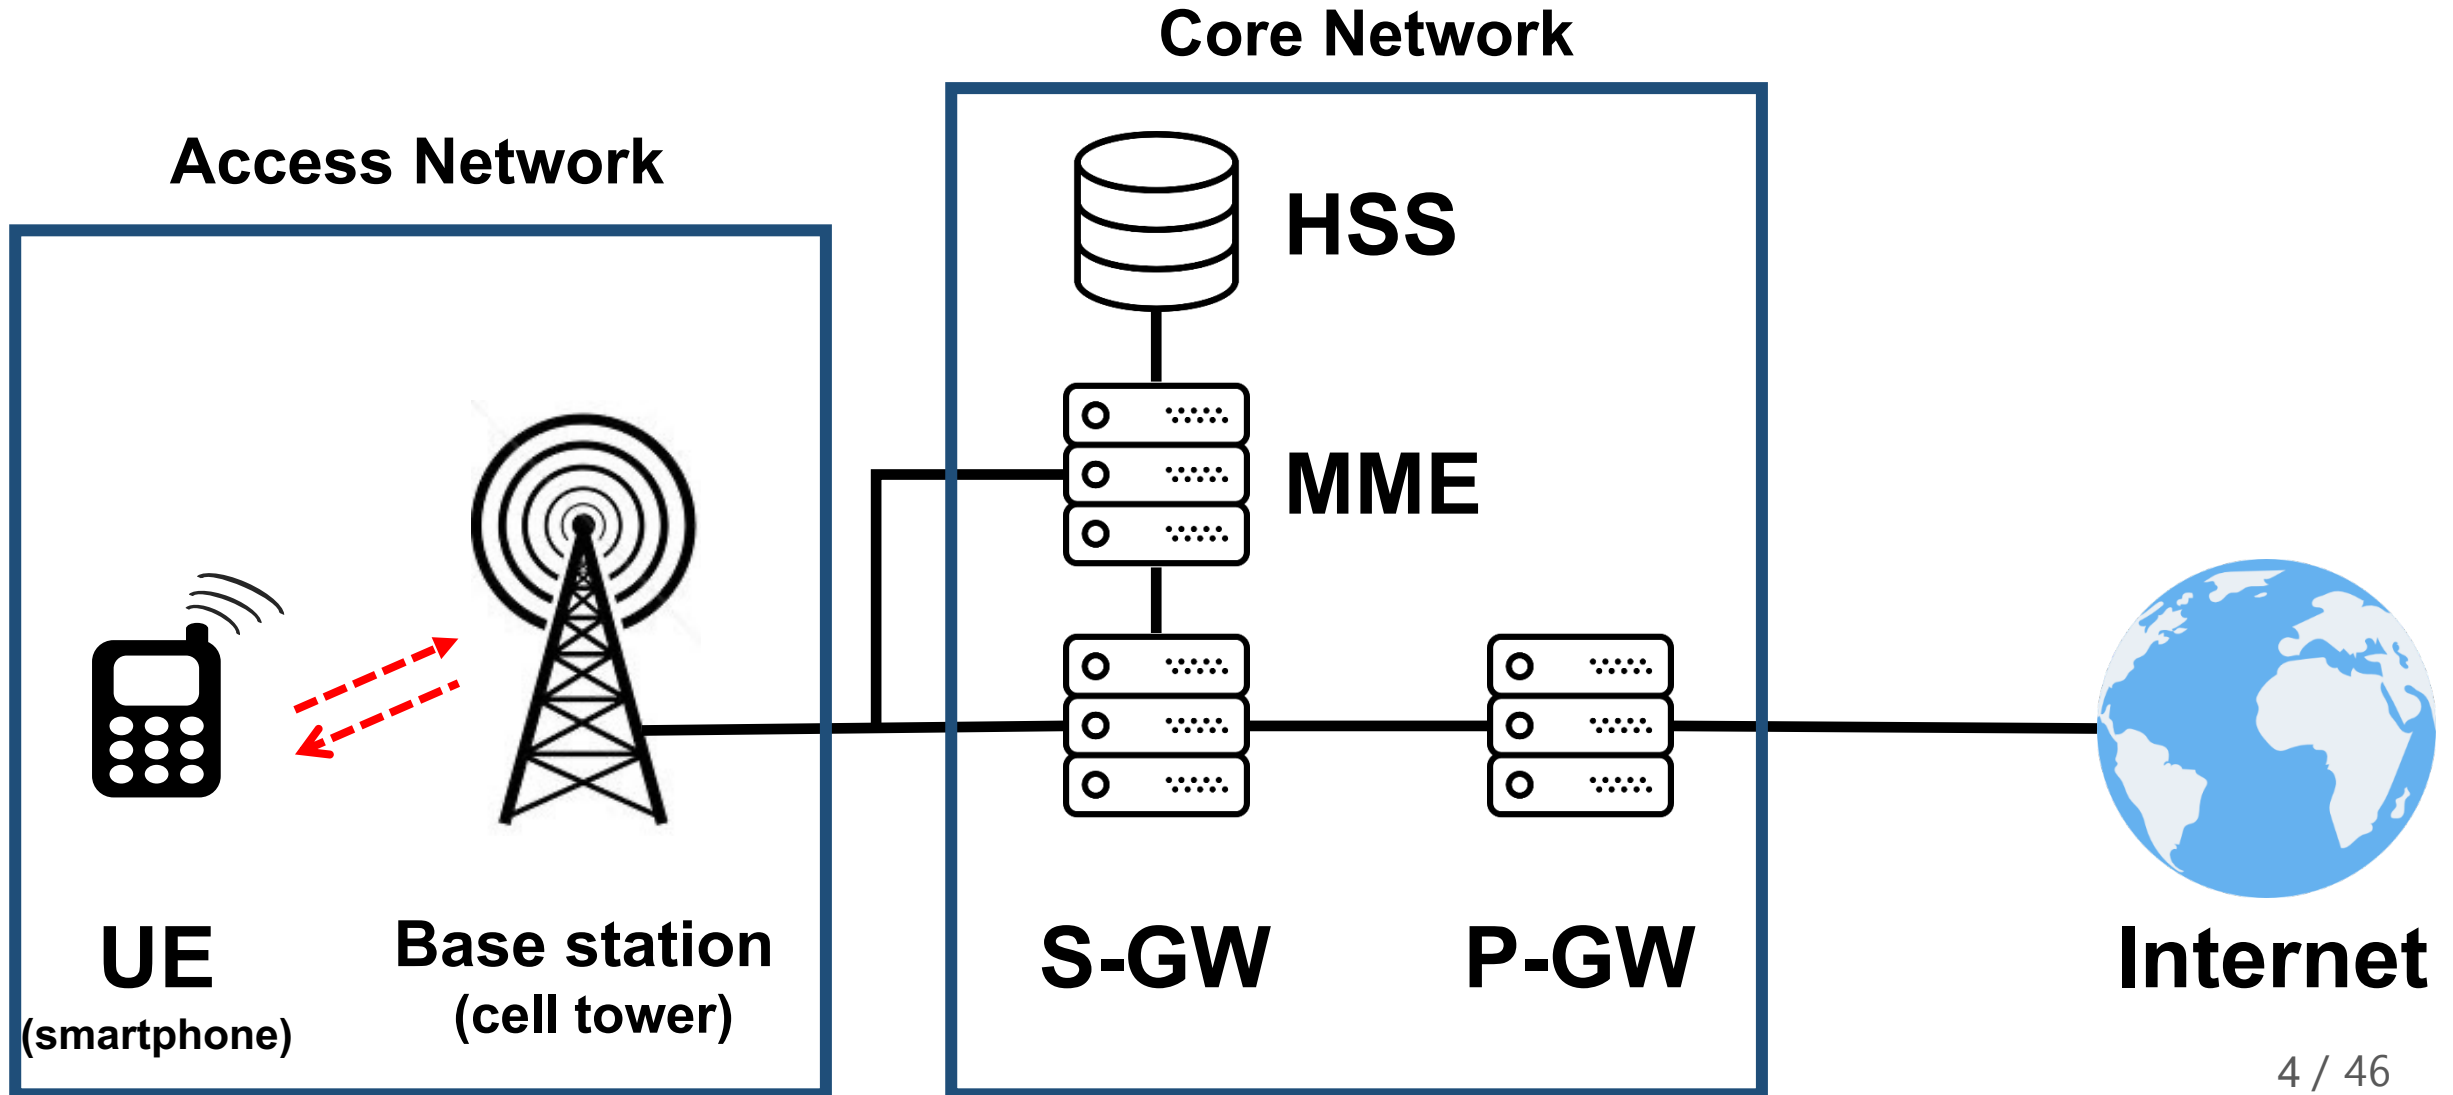 Core Network
Access Network
HSS
MME
UE
(smartphone)
Base station
(cell tower)
S-GW
P-GW
Internet
4 / 46